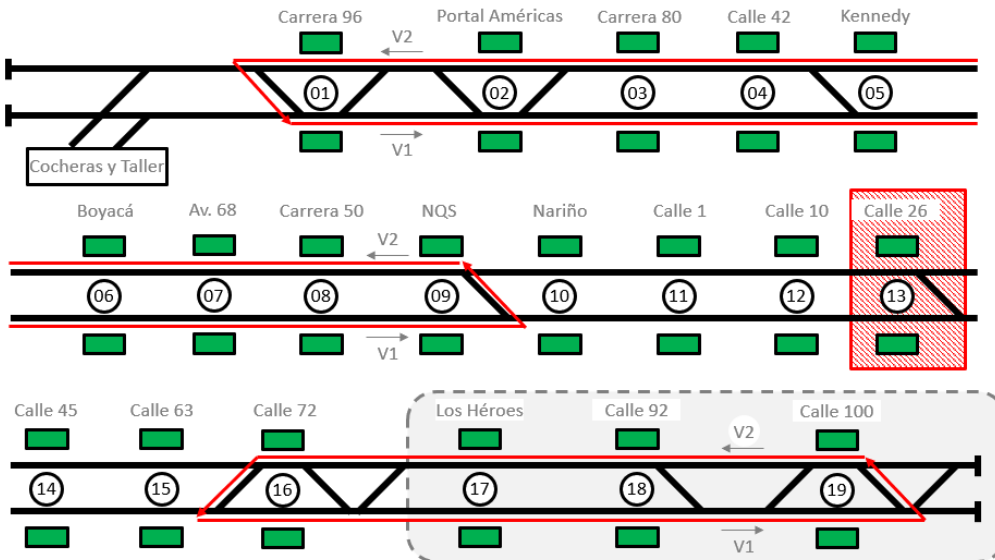 Carrera 96 Portal Américas Carrera 80 Calle 42 Kennedy
V2
01 02 03 04 05
V1
Cocheras y Taller
Boyacá Av. 68 Carrera 50 NQS Nariño Calle 1 Calle 10 Calle 26
V2
06 07 08 09 10 11 12 13
V1
Calle 45 Calle 63 Calle 72 Los Héroes Calle 92 Calle 100
V2
14 15 16 17 18 19
V1